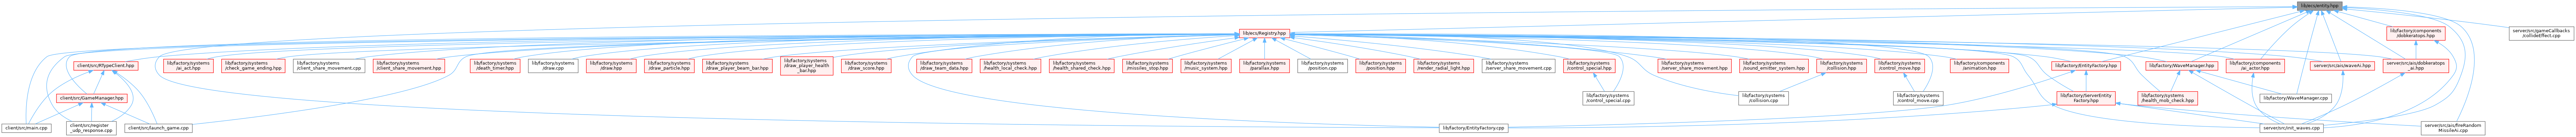 lib/ecs/entity.hpp
lib/ecs/Registry.hpp
lib/factory/components
/dobkeratops.hpp
server/src/gameCallbacks
/collideEffect.cpp
client/src/RTypeClient.hpp
lib/factory/systems
/ai_act.hpp
lib/factory/systems
/check_game_ending.hpp
lib/factory/systems
/client_share_movement.cpp
lib/factory/systems
/client_share_movement.hpp
lib/factory/systems
/death_timer.hpp
lib/factory/systems
/draw.cpp
lib/factory/systems
/draw.hpp
lib/factory/systems
/draw_particle.hpp
lib/factory/systems
/draw_player_beam_bar.hpp
lib/factory/systems
/draw_player_health
_bar.hpp
lib/factory/systems
/draw_score.hpp
lib/factory/systems
/draw_team_data.hpp
lib/factory/systems
/health_local_check.hpp
lib/factory/systems
/health_shared_check.hpp
lib/factory/systems
/missiles_stop.hpp
lib/factory/systems
/music_system.hpp
lib/factory/systems
/parallax.hpp
lib/factory/systems
/position.cpp
lib/factory/systems
/position.hpp
lib/factory/systems
/render_radial_light.hpp
lib/factory/systems
/server_share_movement.cpp
lib/factory/systems
/control_special.hpp
lib/factory/systems
/server_share_movement.hpp
lib/factory/systems
/sound_emitter_system.hpp
lib/factory/systems
/collision.hpp
lib/factory/systems
/control_move.hpp
lib/factory/components
/animation.hpp
lib/factory/EntityFactory.hpp
lib/factory/WaveManager.hpp
lib/factory/components
/ai_actor.hpp
server/src/ais/waveAi.hpp
server/src/ais/dobkeratops
_ai.hpp
client/src/GameManager.hpp
lib/factory/systems
/control_special.cpp
lib/factory/systems
/collision.cpp
lib/factory/systems
/control_move.cpp
lib/factory/ServerEntity
Factory.hpp
lib/factory/systems
/health_mob_check.hpp
lib/factory/WaveManager.cpp
client/src/main.cpp
client/src/register
_udp_response.cpp
client/src/launch_game.cpp
lib/factory/EntityFactory.cpp
server/src/init_waves.cpp
server/src/ais/fireRandom
MissileAi.cpp